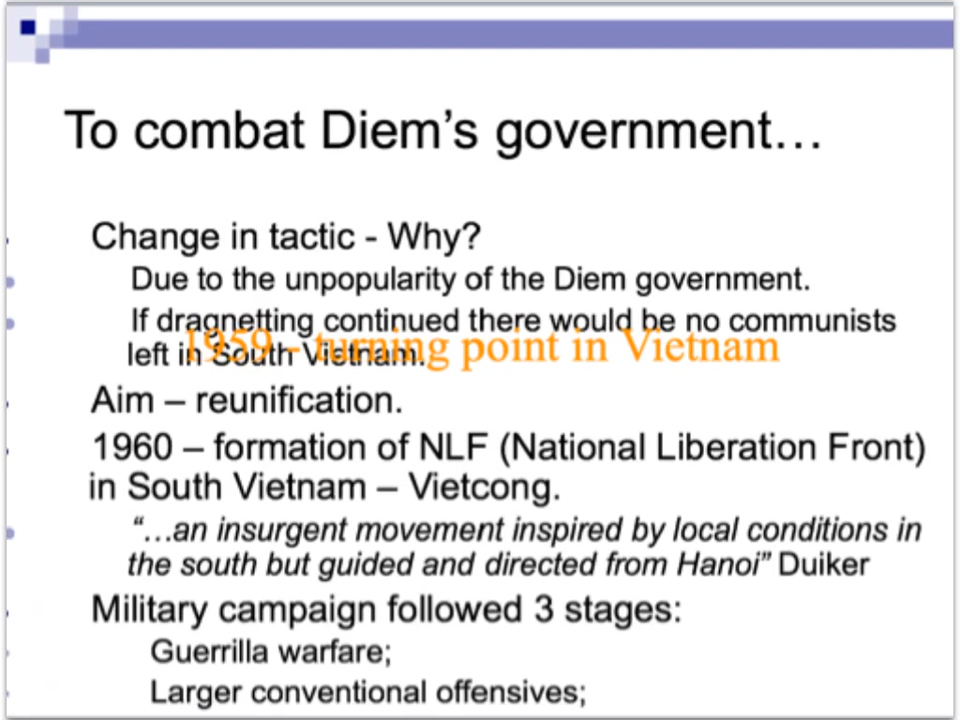 To combat Diem's government…
Change in tactic - Why?
Due to the unpopularity of the Diem government.
If dragnetting continued there would be no communists
left in South Vietnam.
1959 - turning point in Vietnam
Aim – reunification.
1960 – formation of NLF (National Liberation Front)
in South Vietnam – Vietcong.
“…an insurgent movement inspired by local conditions in
the south but guided and directed from Hanoi” Duiker
Military campaign followed 3 stages:
Guerrilla warfare;
Larger conventional offensives;